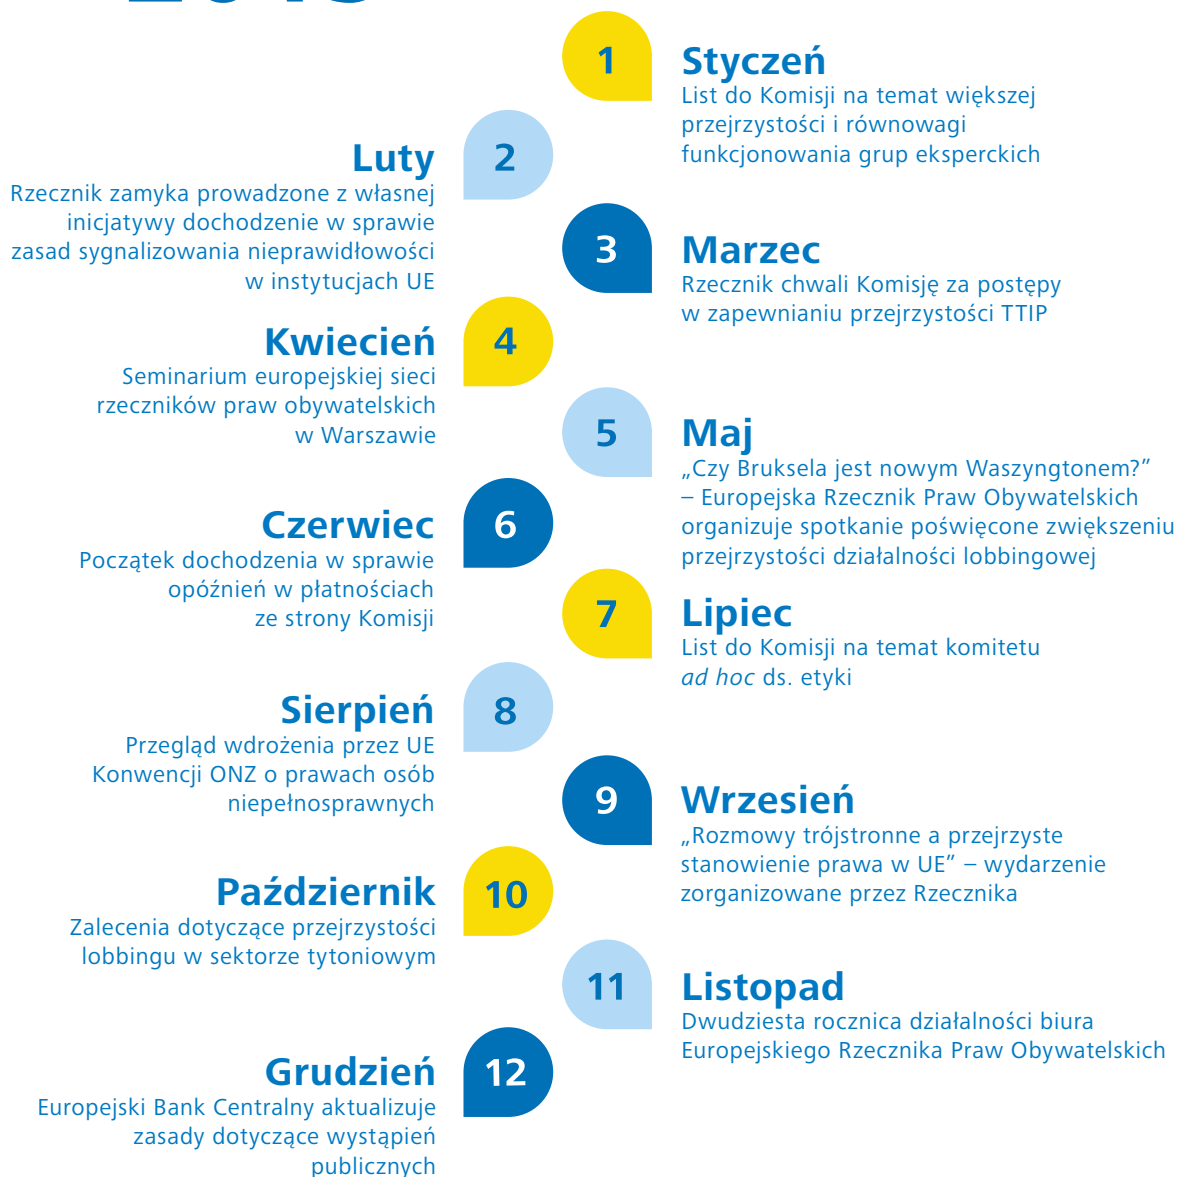 1
Styczeń
List do Komisji na temat większej
przejrzystości i równowagi
funkcjonowania grup eksperckich
2
Luty
Rzecznik zamyka prowadzone z własnej
inicjatywy dochodzenie w sprawie
zasad sygnalizowania nieprawidłowości
w instytucjach UE
3
Marzec
Rzecznik chwali Komisję za postępy
w zapewnianiu przejrzystości TTIP
4
Kwiecień
Seminarium europejskiej sieci
rzeczników praw obywatelskich
w Warszawie
5
Maj
„Czy Bruksela jest nowym Waszyngtonem?”
– Europejska Rzecznik Praw Obywatelskich
organizuje spotkanie poświęcone zwiększeniu
przejrzystości działalności lobbingowej
6
Czerwiec
Początek dochodzenia w sprawie
opóźnień w płatnościach
ze strony Komisji
7
Lipiec
List do Komisji na temat komitetu
ad hoc ds. etyki
8
Sierpień
Przegląd wdrożenia przez UE
Konwencji ONZ o prawach osób
niepełnosprawnych
9
Wrzesień
„Rozmowy trójstronne a przejrzyste
stanowienie prawa w UE” – wydarzenie
zorganizowane przez Rzecznika
10
Październik
Zalecenia dotyczące przejrzystości
lobbingu w sektorze tytoniowym
11
Listopad
Dwudziesta rocznica działalności biura
Europejskiego Rzecznika Praw Obywatelskich
12
Grudzień
Europejski Bank Centralny aktualizuje
zasady dotyczące wystąpień
publicznych